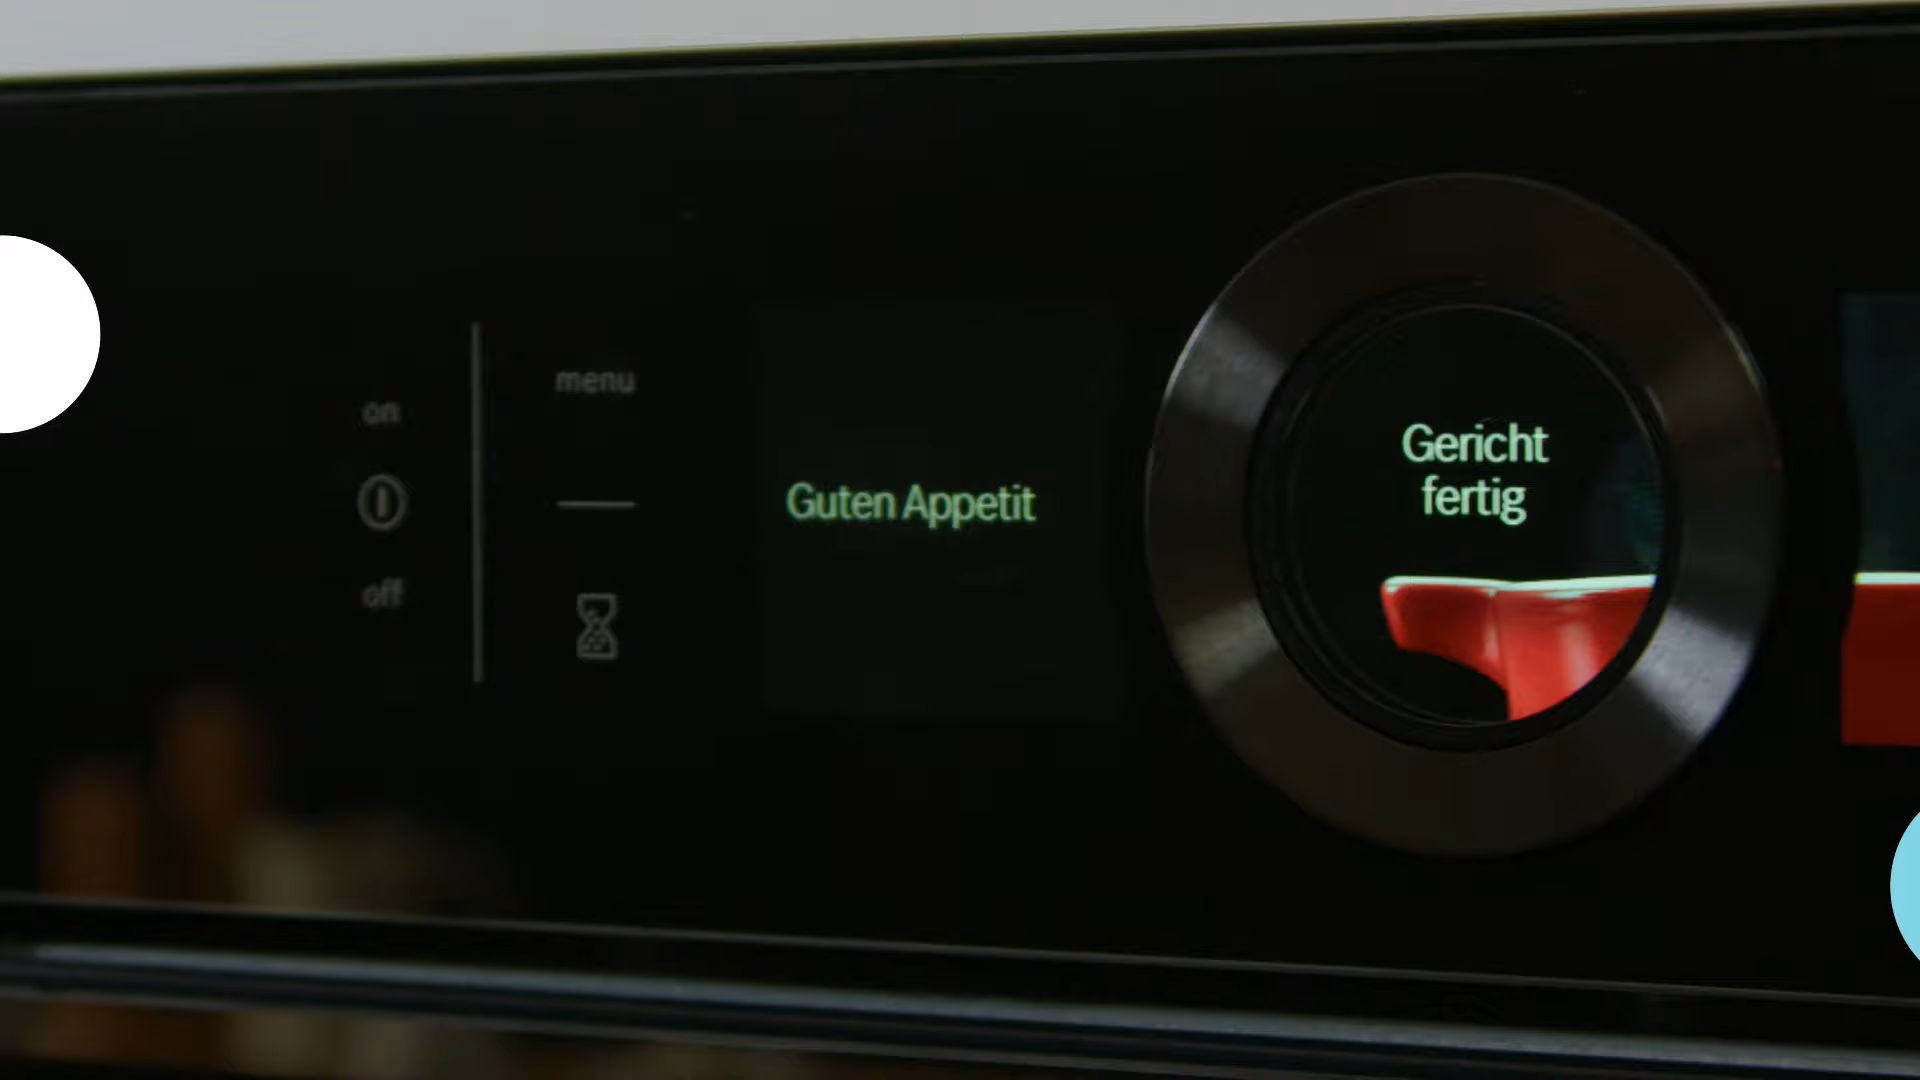 on
off
menu
Guten Appetit
Gericht
fertig